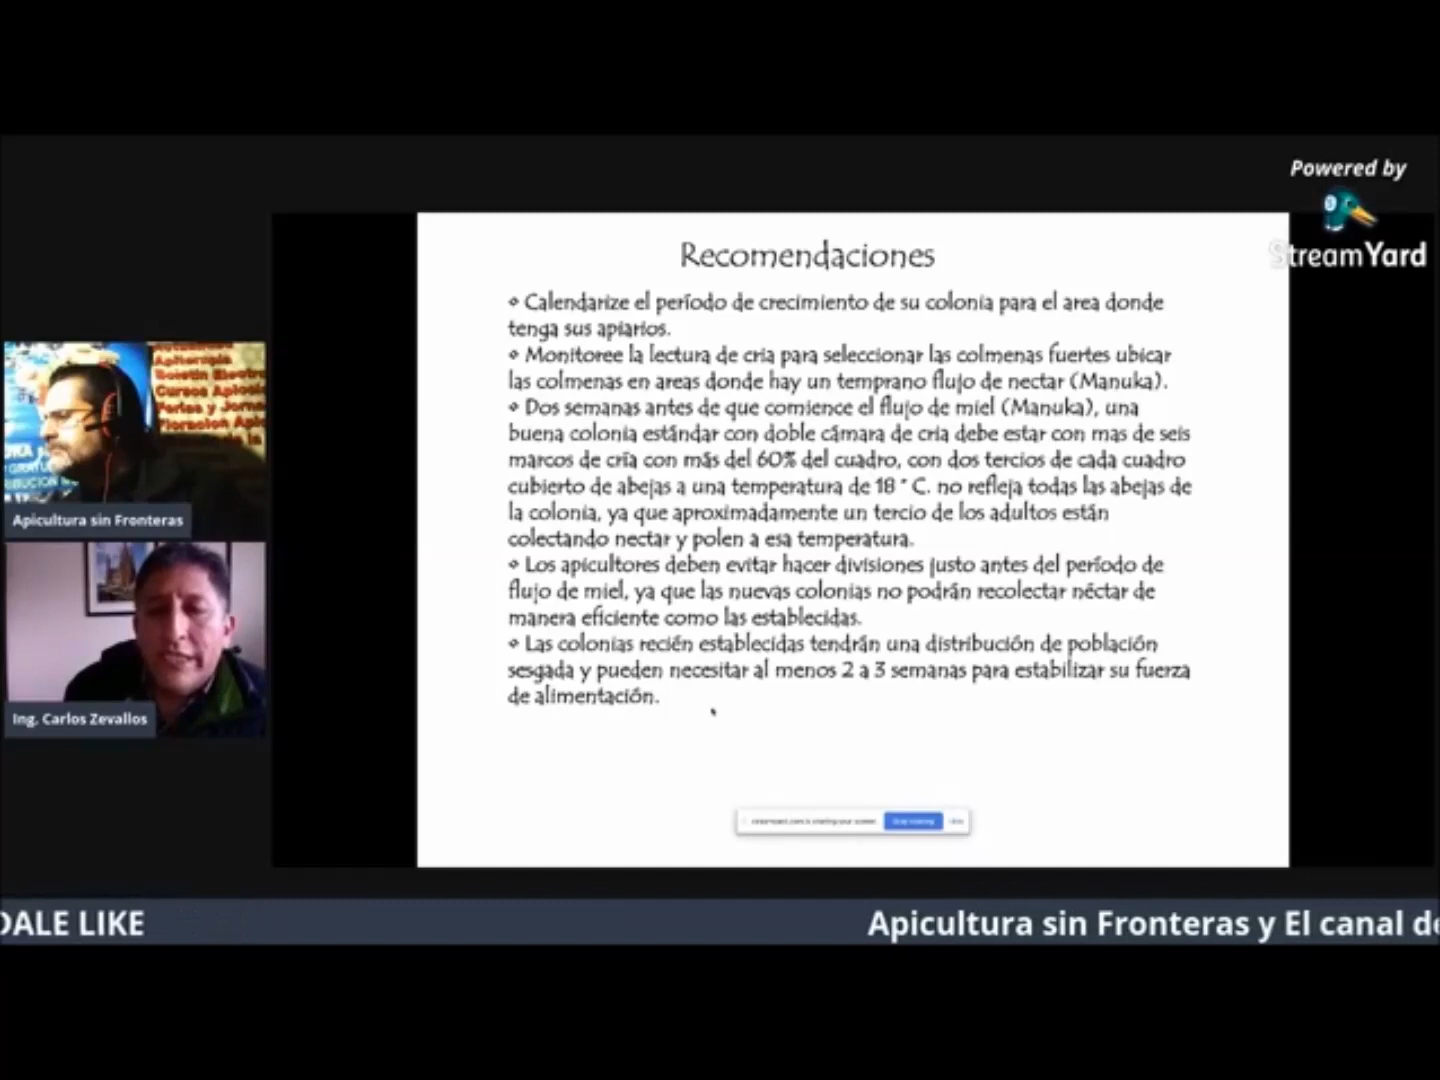 Powered by
StreamYard
Recomendaciones
• Calendarize el período de crecimiento de su colonia para el area donde
tenga sus apiarios.
• Monitoree la lectura de cria para seleccionar las colmenas fuertes ubicar
las colmenas en areas donde hay un temprano flujo de nectar (Manuka).
• Dos semanas antes de que comience el flujo de miel (Manuka), una
buena colonia estándar con doble cámara de cria debe estar con mas de seis
marcos de cría con más del 60% del cuadro, con dos tercios de cada cuadro
cubierto de abejas a una temperatura de 18 ° C. no refleja todas las abejas de
la colonia, ya que aproximadamente un tercio de los adultos están
colectando nectar y polen a esa temperatura.
• Los apicultores deben evitar hacer divisiones justo antes del período de
flujo de miel, ya que las nuevas colonias no podrán recolectar néctar de
manera eficiente como las establecidas.
• Las colonias recién establecidas tendrán una distribución de población
sesgada y pueden necesitar al menos 2 a 3 semanas para estabilizar su fuerza
de alimentación.
Apiterapia
Boletin
Cursos
Ferias y
Floracion
Apicultura sin Fronteras
Ing. Carlos Zevallos
DALE LIKE
Apicultura sin Fronteras y El canal de